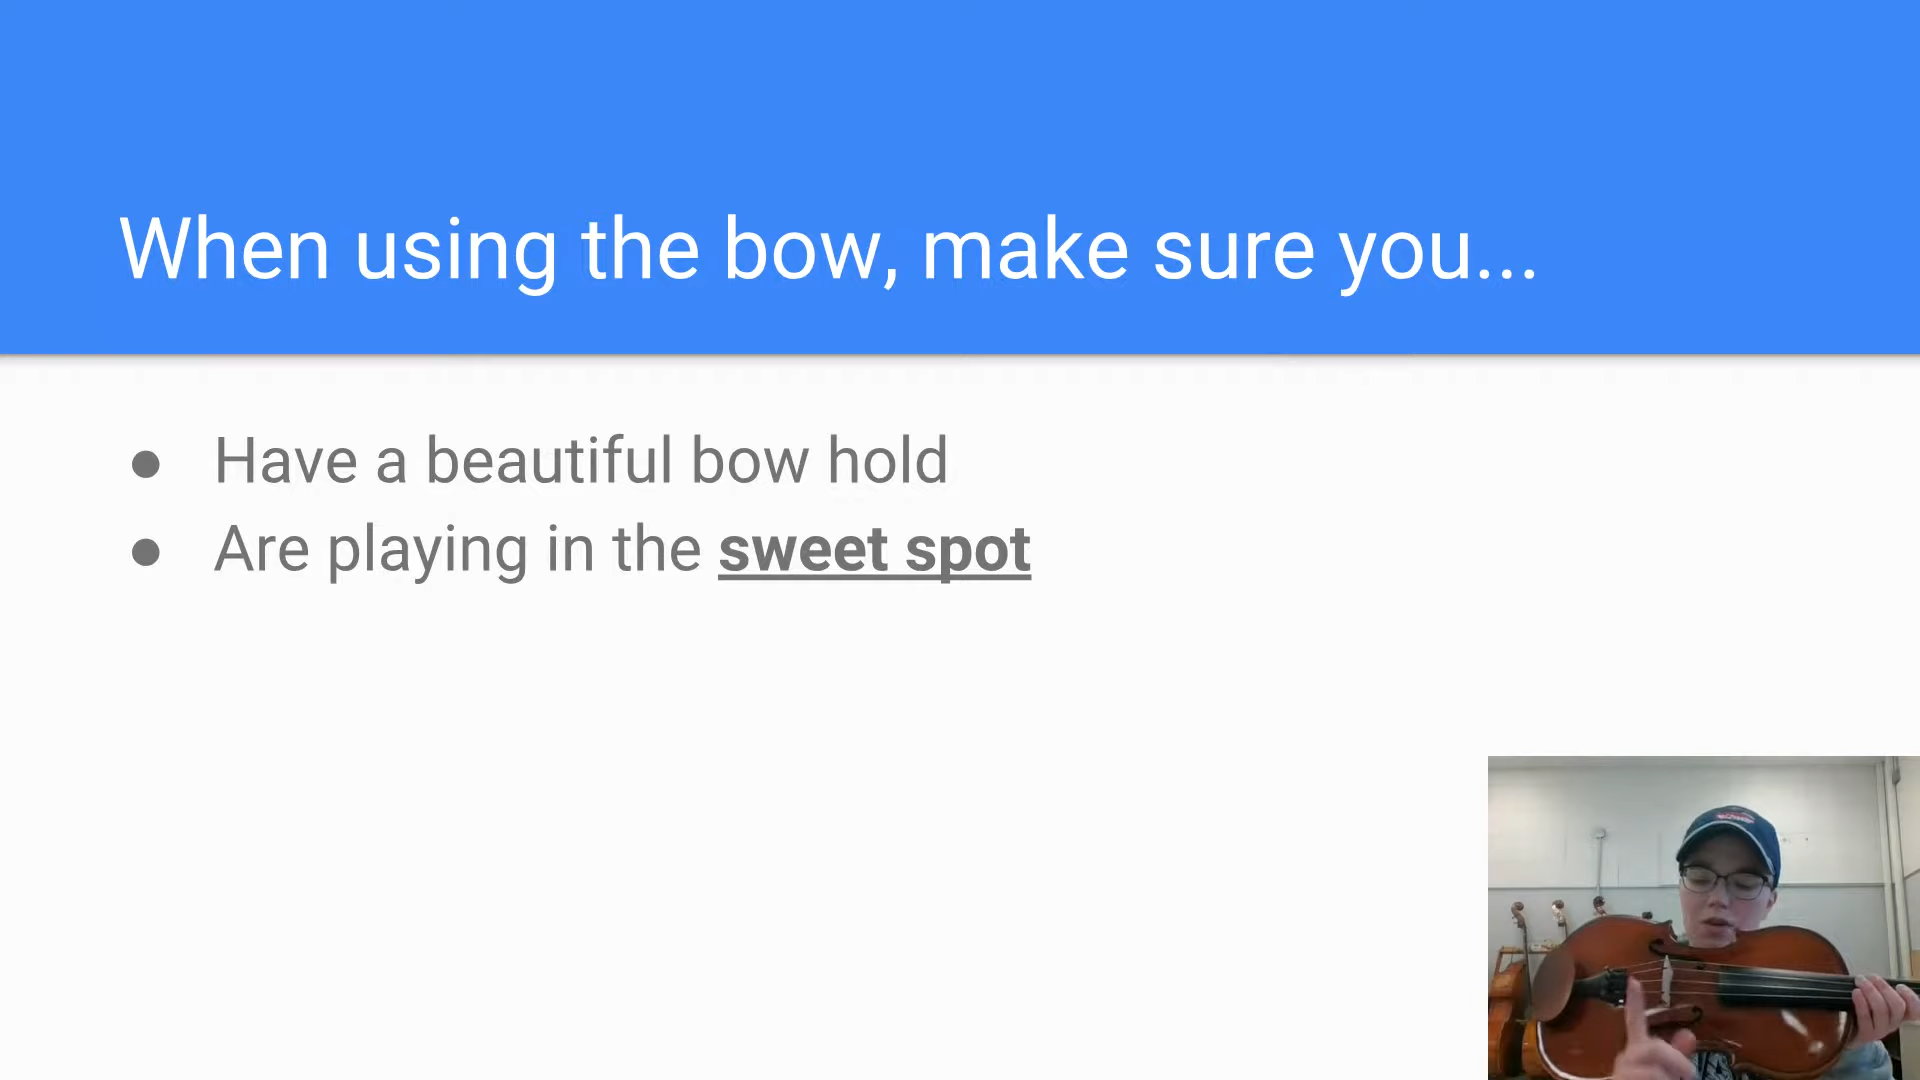 When using the bow, make sure you...
Have a beautiful bow hold
Are playing in the sweet spot